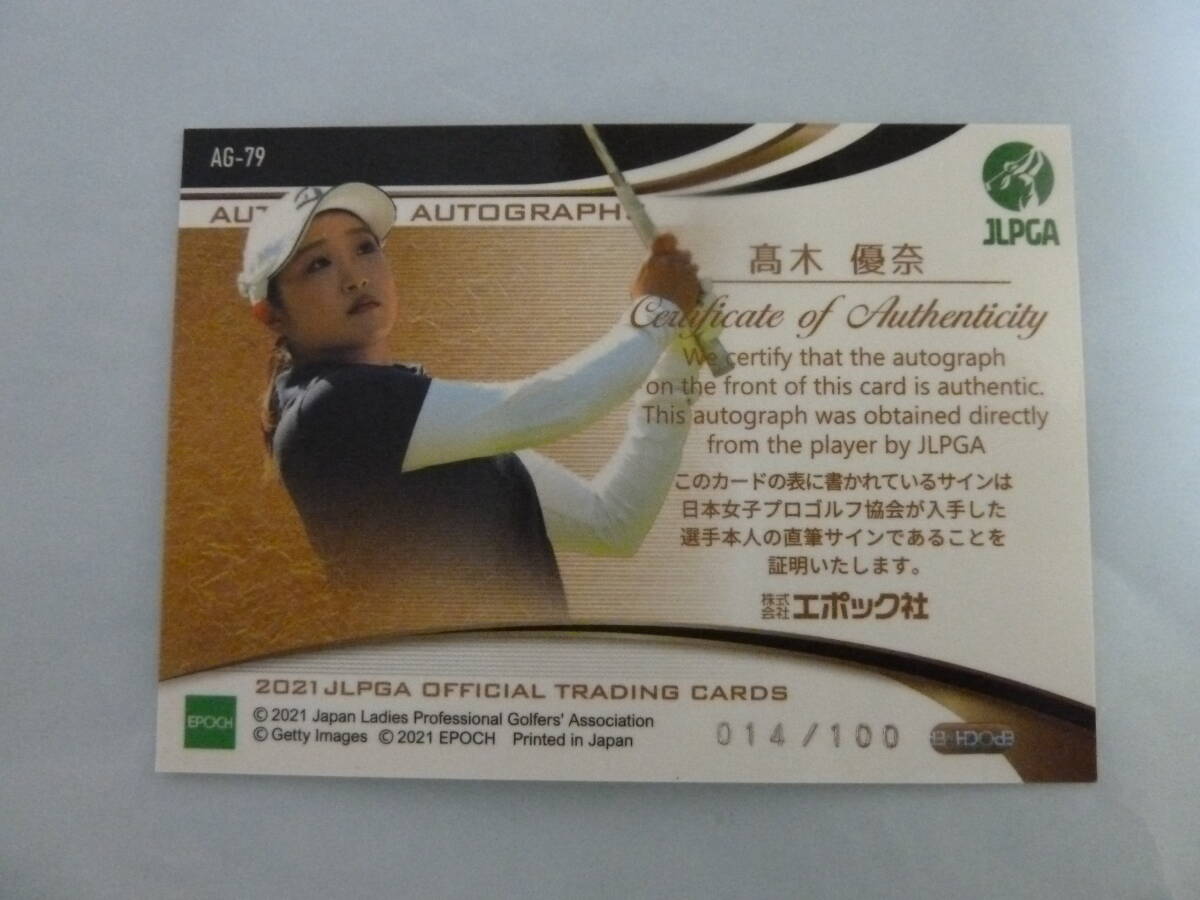 AG-79
AUTOGRAPH
JLPGA
髙木 優奈
Certificate of Authenticity
We certify that the autograph
on the front of this card is authentic.
This autograph was obtained directly
from the player by JLPGA
このカードの表に書かれているサインは
日本女子プロゴルフ協会が入手した
選手本人の直筆サインであることを
証明いたします。
株式会社 エポック社
2021 JLPGA OFFICIAL TRADING CARDS
EPOCH
© 2021 Japan Ladies Professional Golfers' Association
© Getty Images © 2021 EPOCH Printed in Japan
014/100